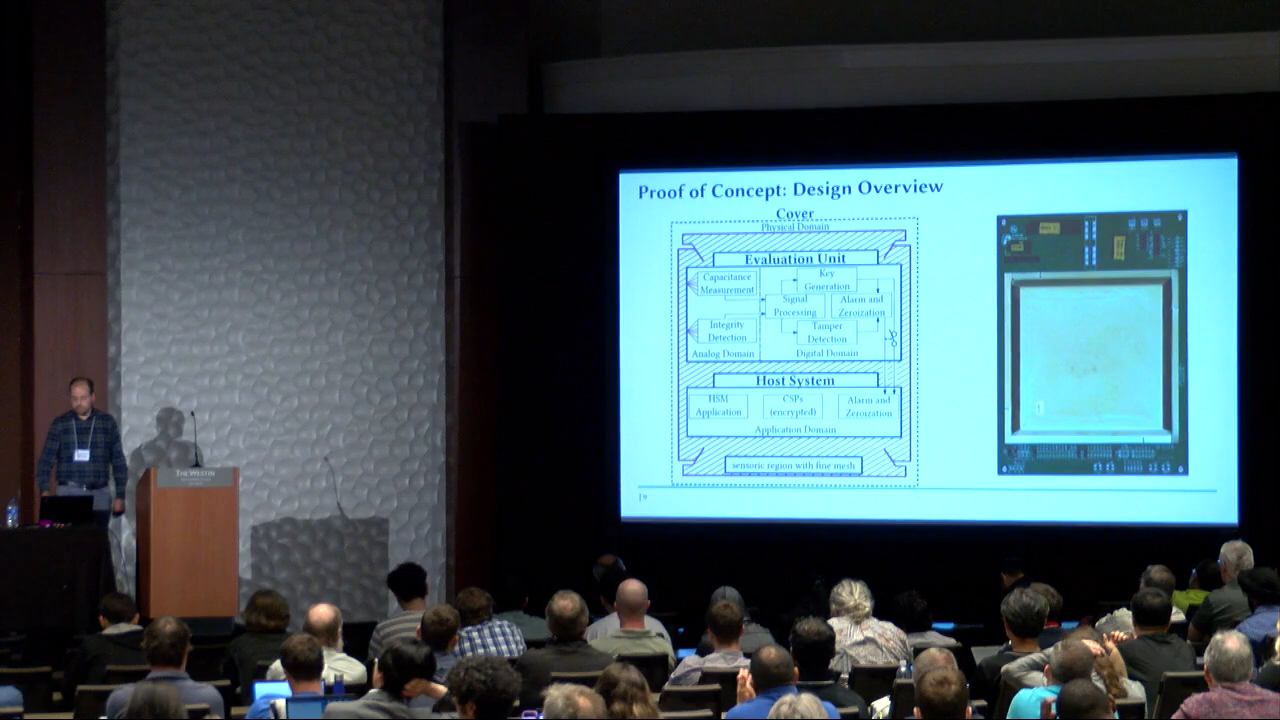 Proof of Concept: Design Overview
Cover
Physical Domain
Evaluation Unit
Capacitance
Measurement
Key
Generation
Signal
Processing
Alarm and
Zeroization
Integrity
Detection
Tamper
Detection
Analog Domain
Digital Domain
Host System
HSM
Application
CSPs
(encrypted)
Alarm and
Zeroization
Application Domain
sensoric region with fine mesh
| 9
THE WESTIN